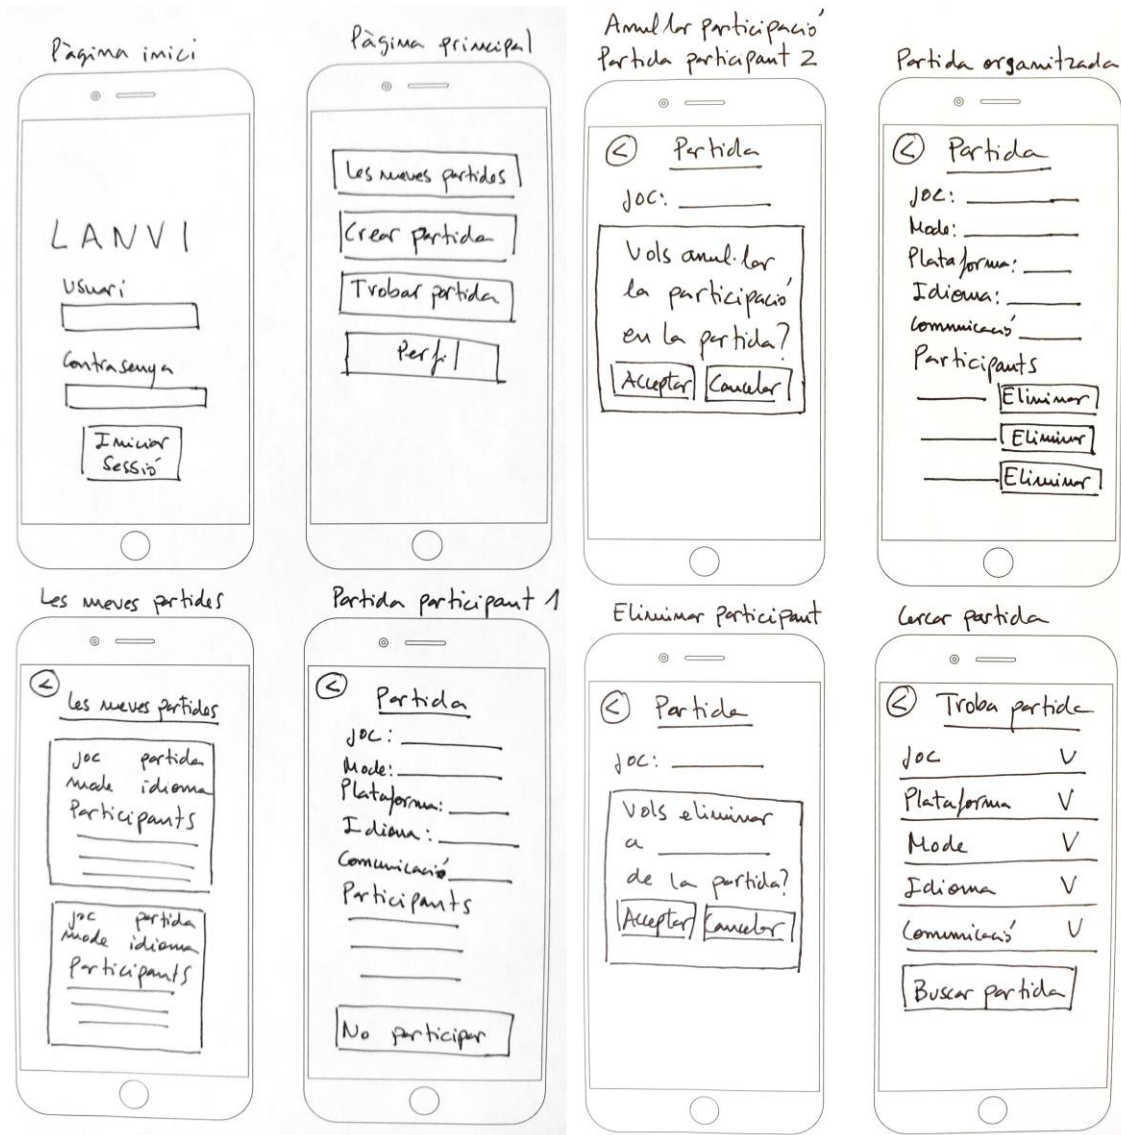 Pàgina inici
LANVI
Usuari
Contrasenya
Iniciar
Sessió
Pàgina principal
Les meves partides
Crear partida
Trobar partida
Perfil
Anul·lar participació
Partida participant 2
<
Partida
JOC:
Vols anul·lar
la participació
en la partida?
Acceptar Cancelar
Partida organitzada
<
Partida
JOC:
Mode:
Plataforma:
Idioma:
Comunicació
Participants
Eliminar
Eliminar
Eliminar
Les meves partides
<
Les meves partides
Joc partida
mode idioma
Participants
joc partida
mode idioma
Participants
Partida participant 1
<
Partida
JOC:
Mode:
Plataforma:
Idioma:
Comunicació
Participants
No participar
Eliminar participant
<
Partida
JOC:
Vols eliminar
a
de la partida?
Acceptar Cancelar
Cercar partida
<
Troba partida
Joc V
Plataforma V
Mode V
Idioma V
Comunicació V
Buscar partida